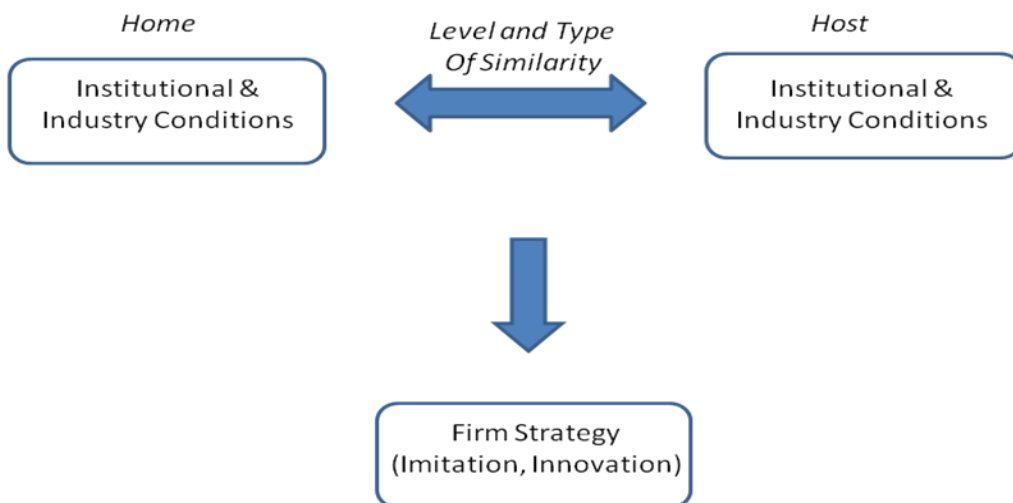 Home
Level and Type
Of Similarity
Host
Institutional &
Industry Conditions
Institutional &
Industry Conditions
Firm Strategy
(Imitation, Innovation)